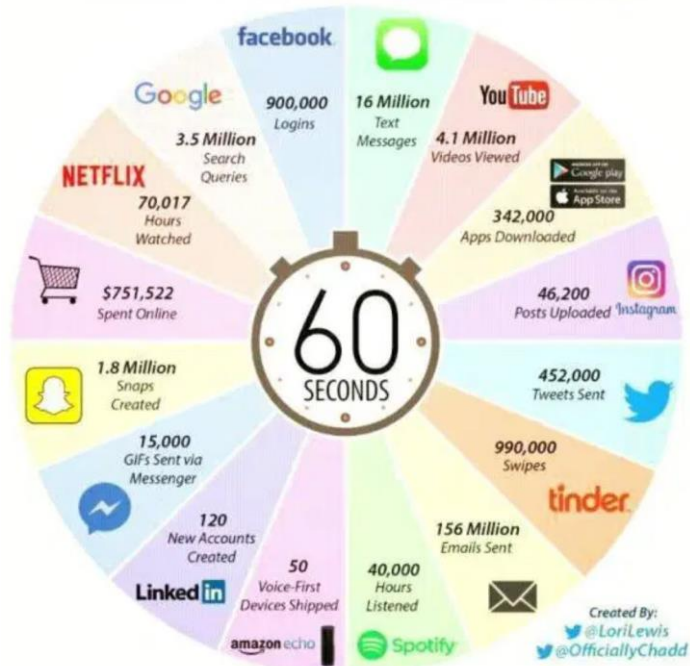 facebook
900,000
Logins
16 Million
Text
Messages
YouTube
4.1 Million
Videos Viewed
Google play
App Store
342,000
Apps Downloaded
46,200
Posts Uploaded
Instagram
452,000
Tweets Sent
990,000
Swipes
tinder
156 Million
Emails Sent
40,000
Hours
Listened
Spotify
50
Voice-First
Devices Shipped
amazon echo
120
New Accounts
Created
Linked in
15,000
GIFs Sent via
Messenger
1.8 Million
Snaps
Created
$751,522
Spent Online
NETFLIX
70,017
Hours
Watched
Google
3.5 Million
Search
Queries
60
SECONDS
Created By:
@LoriLewis
@OfficiallyChadd